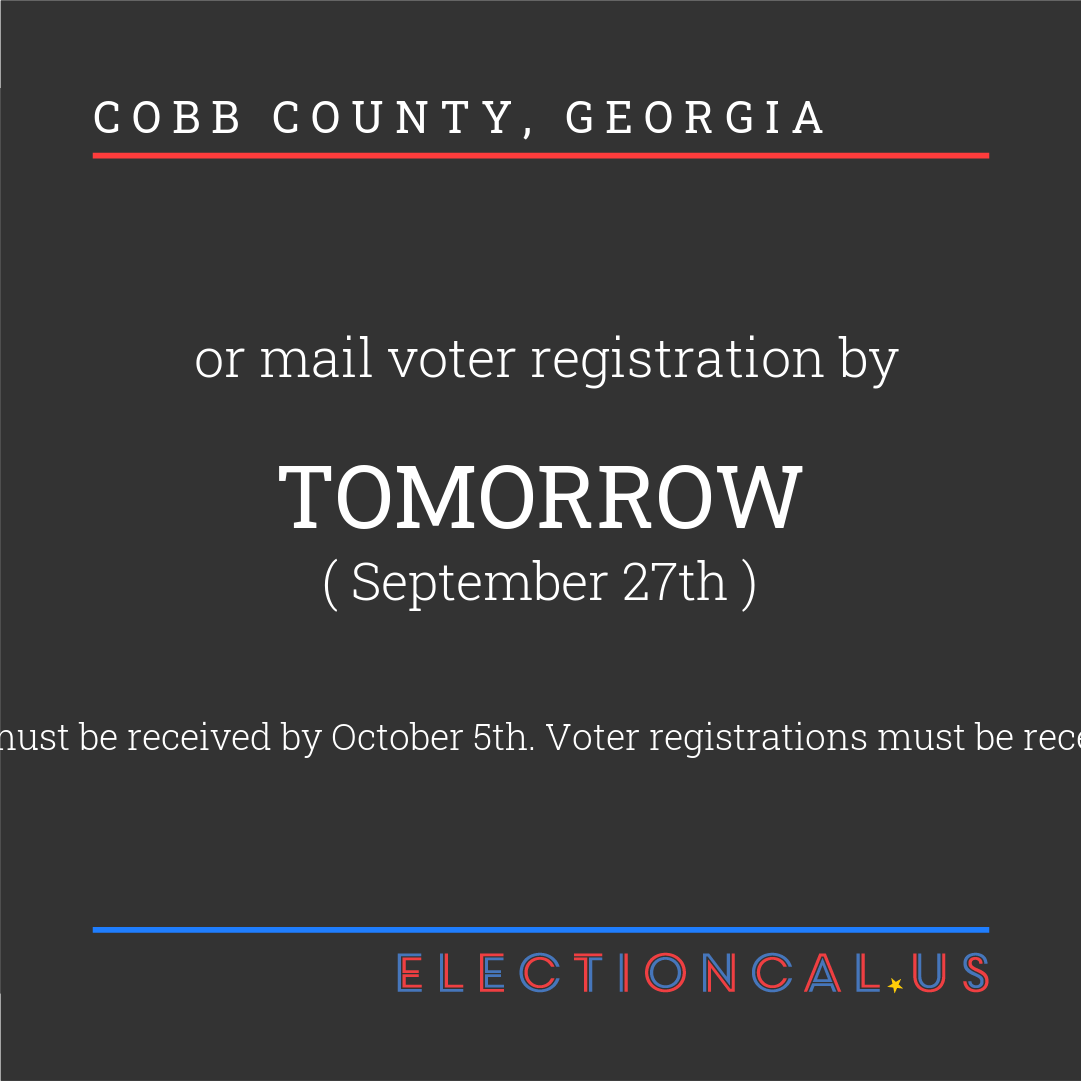 COBB COUNTY, GEORGIA
or mail voter registration by
TOMORROW
( September 27th )
must be received by October 5th. Voter registrations must be
ELECTIONCAL.US